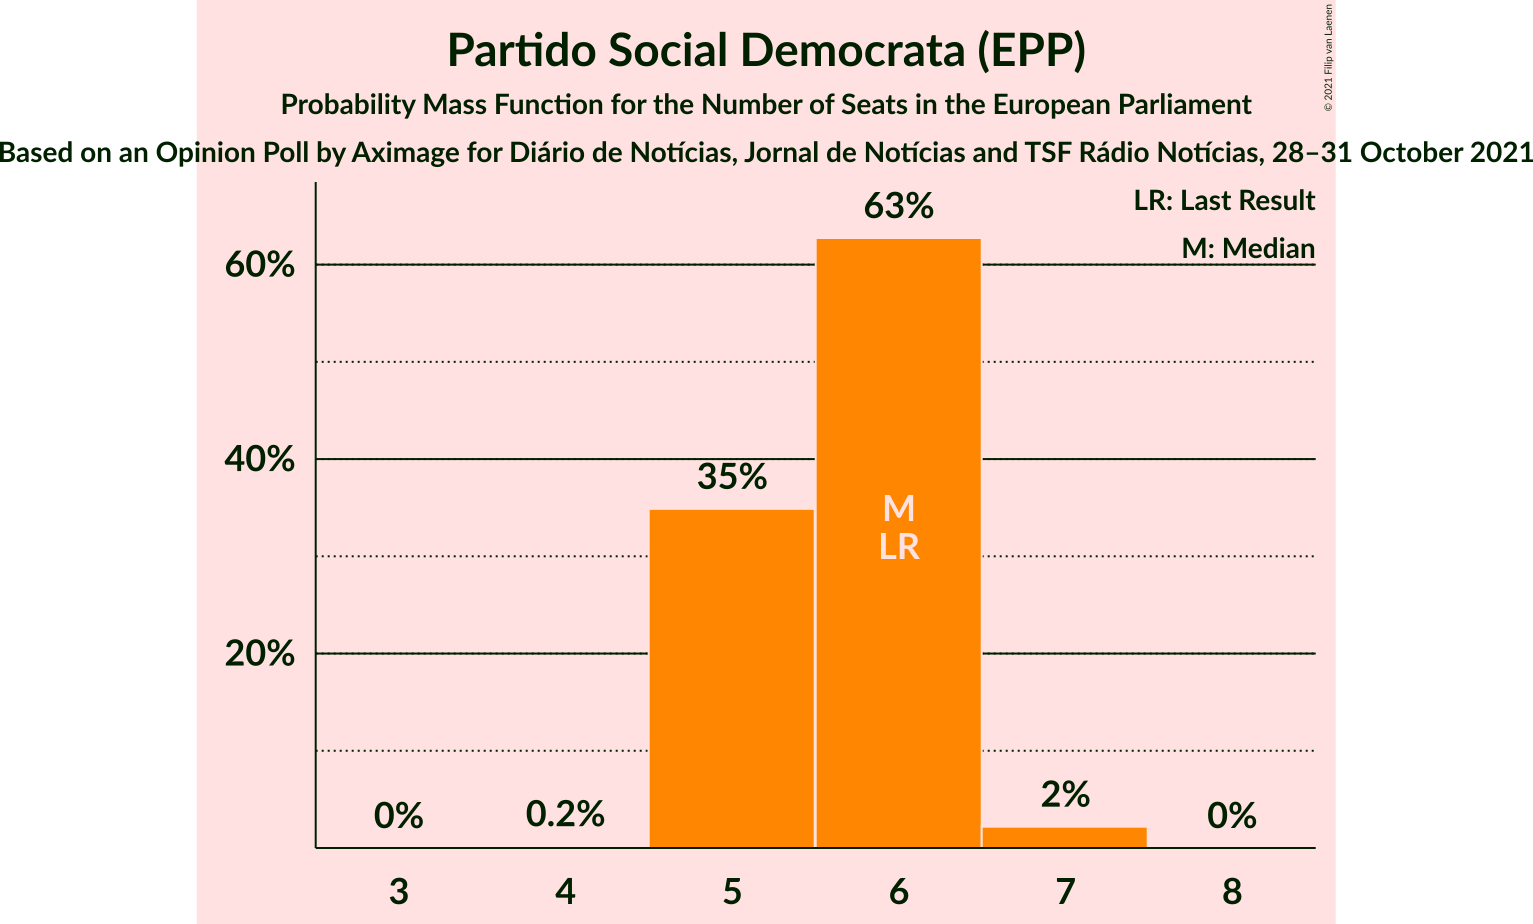 Partido Social Democrata (EPP)
Probability Mass Function for the Number of Seats in the European Parliament
Based on an Opinion Poll by Aximage for Diário de Notícias, Jornal de Notícias and TSF Rádio Notícias, 28–31 October 2021
© 2021 Filip van Laenen
LR: Last Result
M: Median
63%
60%
40%
35%
M
LR
20%
2%
0%
0.2%
0%
3
4
5
6
7
8